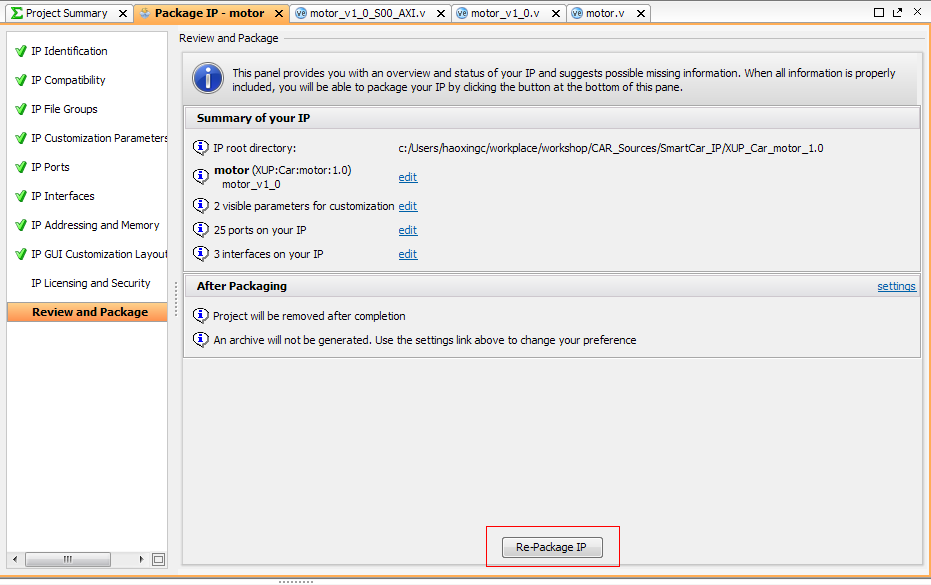 Project Summary
Package IP - motor
motor_v1_0_S00_AXI.v
motor_v1_0.v
motor.v
IP Identification
IP Compatibility
IP File Groups
IP Customization Parameters
IP Ports
IP Interfaces
IP Addressing and Memory
IP GUI Customization Layout
IP Licensing and Security
Review and Package
Review and Package
This panel provides you with an overview and status of your IP and suggests possible missing information. When all information is properly
included, you will be able to package your IP by clicking the button at the bottom of this pane.
Summary of your IP
IP root directory: c:/Users/haoxingc/workplace/workshop/CAR_Sources/SmartCar_IP/XUP_Car_motor_1.0
motor (XUP:Car:motor:1.0)
motor_v1_0 edit
2 visible parameters for customization edit
25 ports on your IP edit
3 interfaces on your IP edit
After Packaging settings
Project will be removed after completion
An archive will not be generated. Use the settings link above to change your preference
Re-Package IP